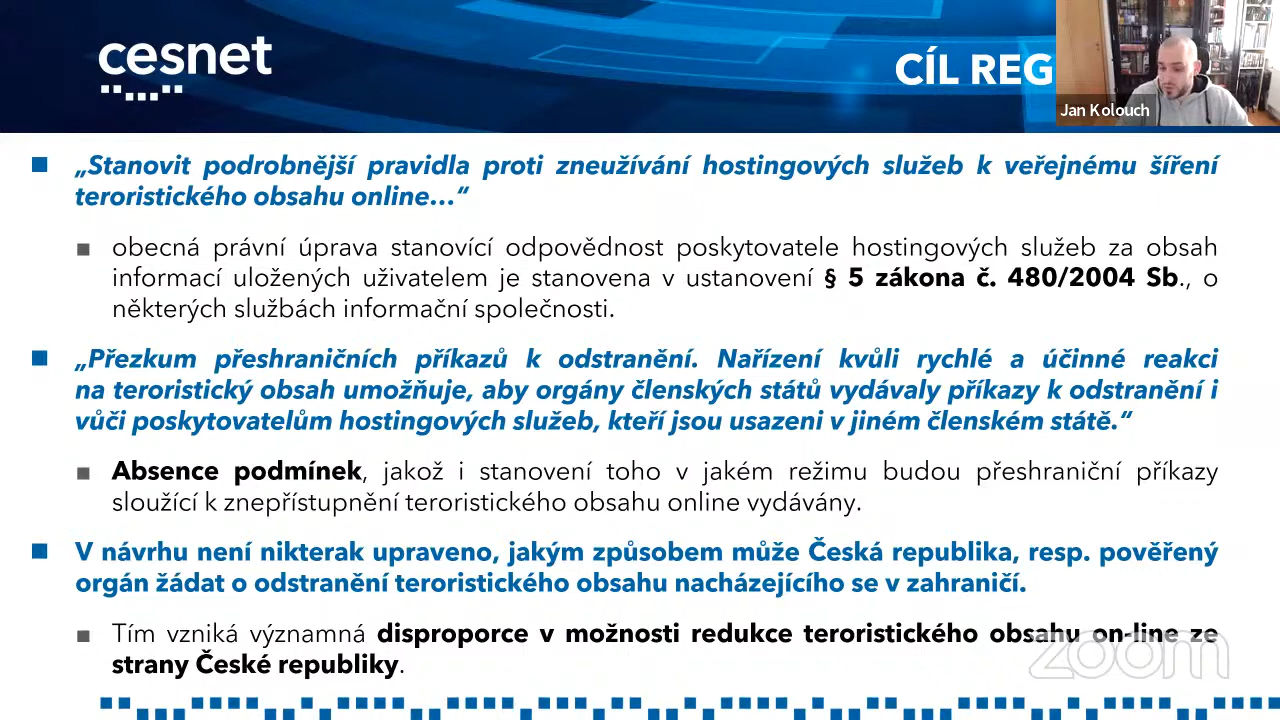 cesnet
CÍL REG
Jan Kolouch
„Stanovit podrobnější pravidla proti zneužívání hostingových služeb k veřejnému šíření
teroristického obsahu online…“
obecná právní úprava stanovící odpovědnost poskytovatele hostingových služeb za obsah
informací uložených uživatelem je stanovena v ustanovení § 5 zákona č. 480/2004 Sb., o
některých službách informační společnosti.
„Přezkum přeshraničních příkazů k odstranění. Nařízení kvůli rychlé a účinné reakci
na teroristický obsah umožňuje, aby orgány členských států vydávaly příkazy k odstranění i
vůči poskytovatelům hostingových služeb, kteří jsou usazeni v jiném členském státě.“
Absence podmínek, jakož i stanovení toho v jakém režimu budou přeshraniční příkazy
sloužící k znepřístupnění teroristického obsahu online vydávány.
V návrhu není nikterak upraveno, jakým způsobem může Česká republika, resp. pověřený
orgán žádat o odstranění teroristického obsahu nacházejícího se v zahraničí.
Tím vzniká významná disproporce v možnosti redukce teroristického obsahu on-line ze
strany České republiky.
zoom